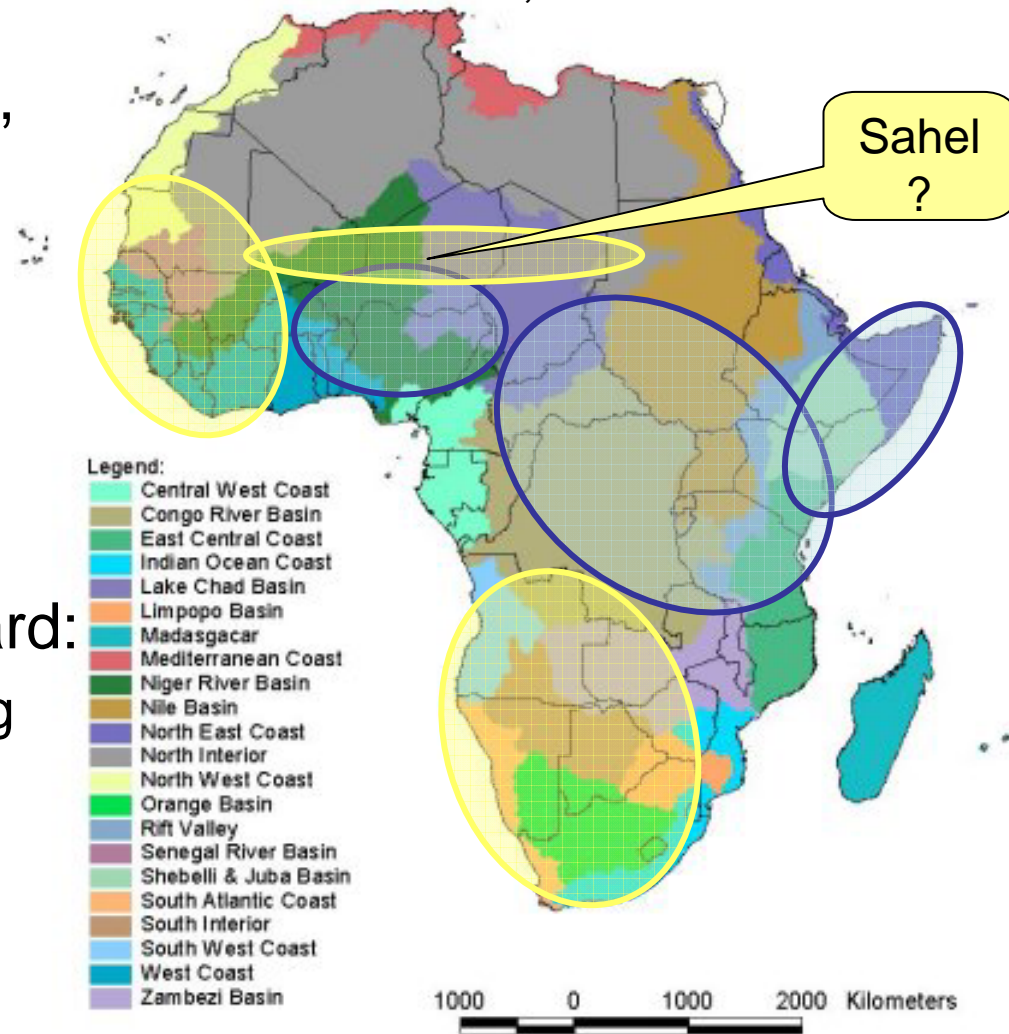 ,
,
Sahel
?
Legend:
Central West Coast
Congo River Basin
East Central Coast
Indian Ocean Coast
Lake Chad Basin
Limpopo Basin
Madasgacar
Mediterranean Coast
Niger River Basin
Nile Basin
North East Coast
North Interior
North West Coast
Orange Basin
Rift Valley
Senegal River Basin
Shebelli & Juba Basin
South Atlantic Coast
South Interior
South West Coast
West Coast
Zambezi Basin
ard:
g
1000 0 1000 2000 Kilometers